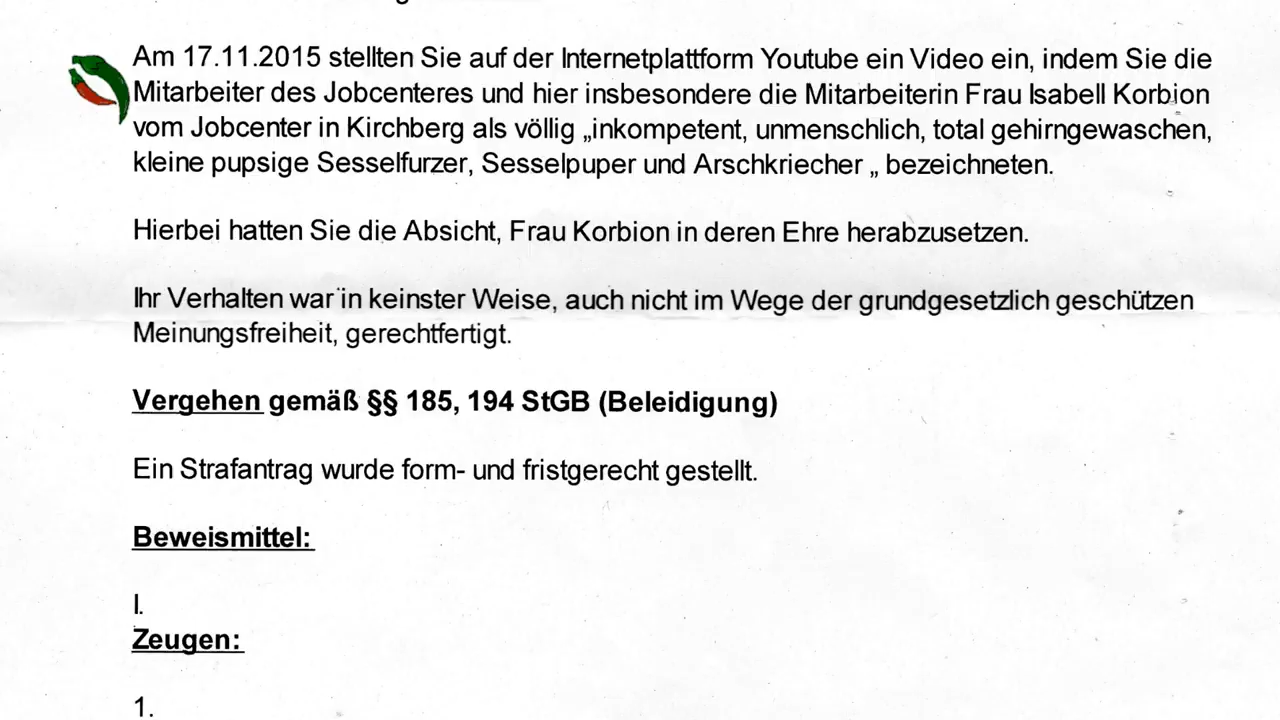 Am 17.11.2015 stellten Sie auf der Internetplattform Youtube ein Video ein, indem Sie die
Mitarbeiter des Jobcenteres und hier insbesondere die Mitarbeiterin Frau Isabell Korbion
vom Jobcenter in Kirchberg als völlig „inkompetent, unmenschlich, total gehirngewaschen,
kleine pupsige Sesselfurzer, Sesselpuper und Arschkriecher „ bezeichneten.
Hierbei hatten Sie die Absicht, Frau Korbion in deren Ehre herabzusetzen.
Ihr Verhalten war in keinster Weise, auch nicht im Wege der grundgesetzlich geschützen
Meinungsfreiheit, gerechtfertigt.
Vergehen gemäß §§ 185, 194 StGB (Beleidigung)
Ein Strafantrag wurde form- und fristgerecht gestellt.
Beweismittel:
I.
Zeugen:
1.